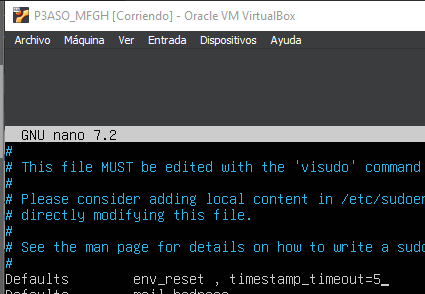 P3ASO_MFGH [Corriendo] - Oracle VM VirtualBox
Archivo Máquina Ver Entrada Dispositivos Ayuda
GNU nano 7.2
#
# This file MUST be edited with the 'visudo' command
#
# Please consider adding local content in /etc/sudoer
# directly modifying this file.
#
# See the man page for details on how to write a sudo
#
Defaults env_reset , timestamp_timeout=5
Defaults mail_badpass